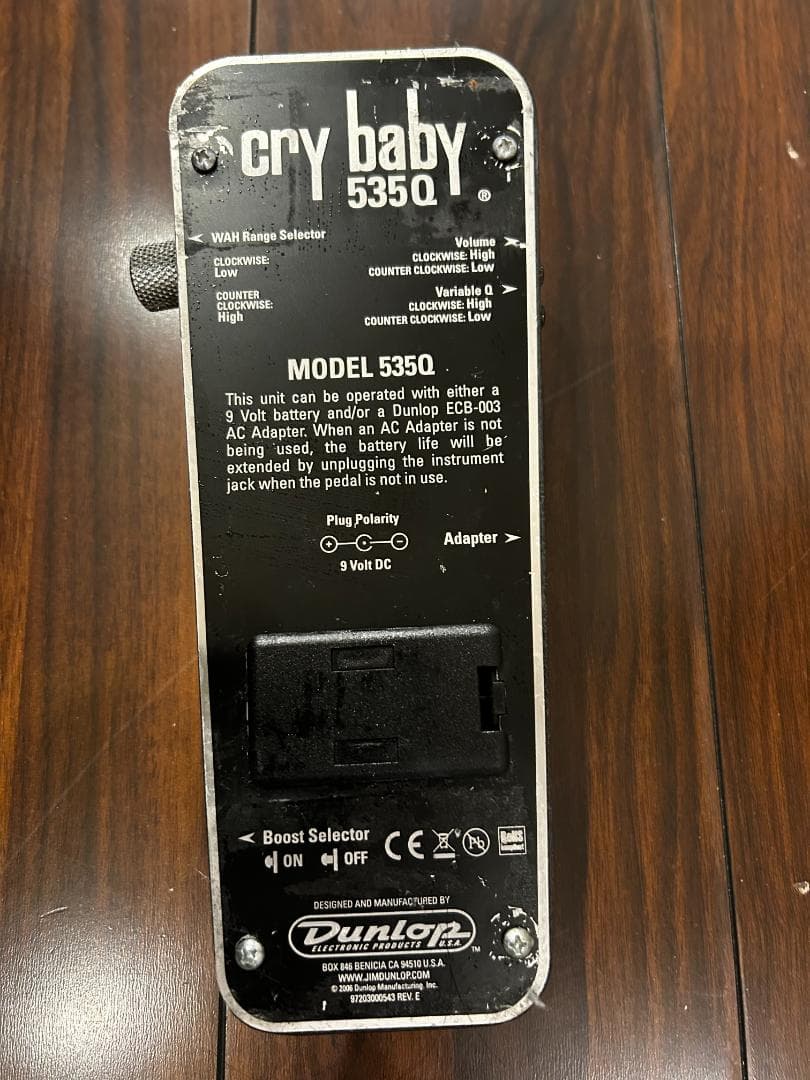 cry baby
535Q ®
WAH Range Selector
CLOCKWISE:
Low
COUNTER
CLOCKWISE:
High
Volume
CLOCKWISE: High
COUNTER CLOCKWISE: Low
Variable Q
CLOCKWISE: High
COUNTER CLOCKWISE: Low
MODEL 535Q
This unit can be operated with either a
9 Volt battery and/or a Dunlop ECB-003
AC Adapter. When an AC Adapter is not
being used, the battery life will be
extended by unplugging the instrument
jack when the pedal is not in use.
Plug Polarity
+ −
9 Volt DC
Adapter
Boost Selector
ON OFF
CE Pb RoHS
compliant
DESIGNED AND MANUFACTURED BY
Dunlop
ELECTRONIC PRODUCTS U.S.A. ™
BOX 846 BENICIA CA 94510 U.S.A.
WWW.JIMDUNLOP.COM
© 2006 Dunlop Manufacturing, Inc.
97203000543 REV. E